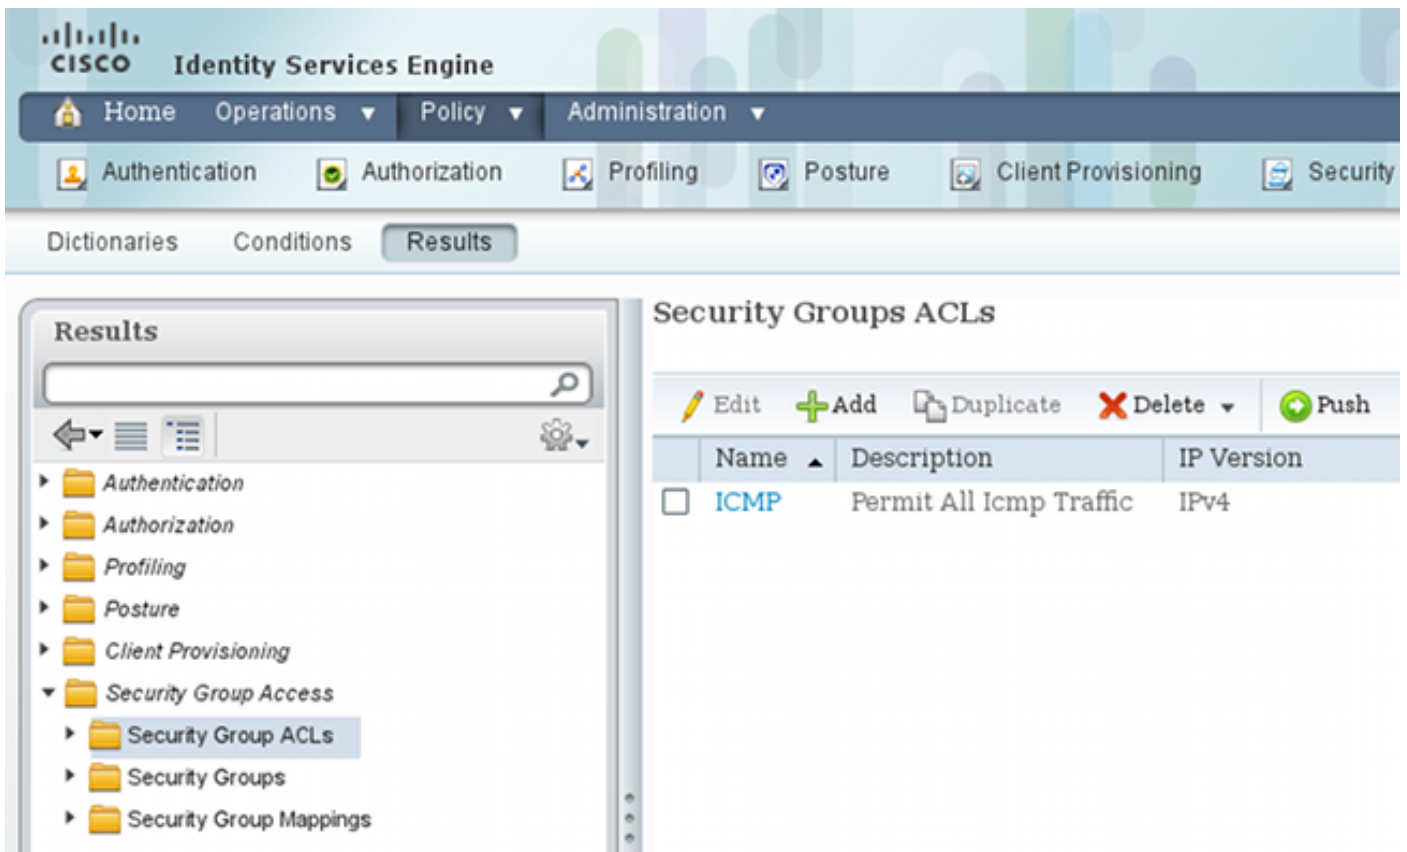 CISCO Identity Services Engine
Home Operations Policy Administration
Authentication Authorization Profiling Posture Client Provisioning Security
Dictionaries Conditions Results
Results
Authentication
Authorization
Profiling
Posture
Client Provisioning
Security Group Access
Security Group ACLs
Security Groups
Security Group Mappings
Security Groups ACLs
Edit Add Duplicate Delete Push
Name Description IP Version
ICMP Permit All Icmp Traffic IPv4